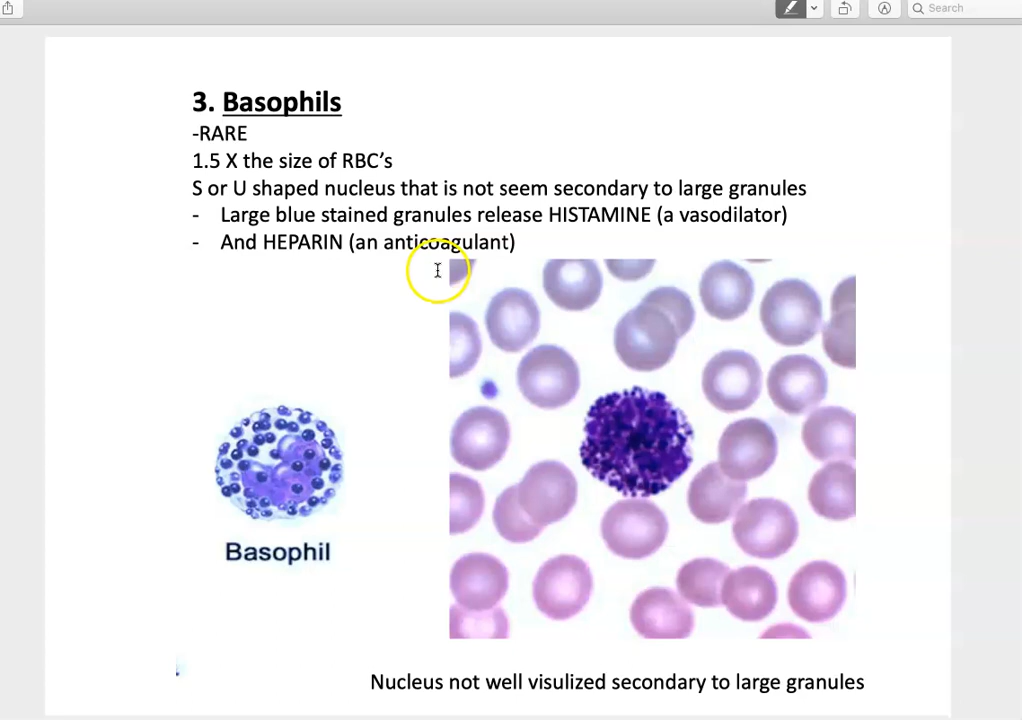 Search
3. Basophils
-RARE
1.5 X the size of RBC's
S or U shaped nucleus that is not seem secondary to large granules
- Large blue stained granules release HISTAMINE (a vasodilator)
- And HEPARIN (an anticoagulant)
Basophil
Nucleus not well visulized secondary to large granules